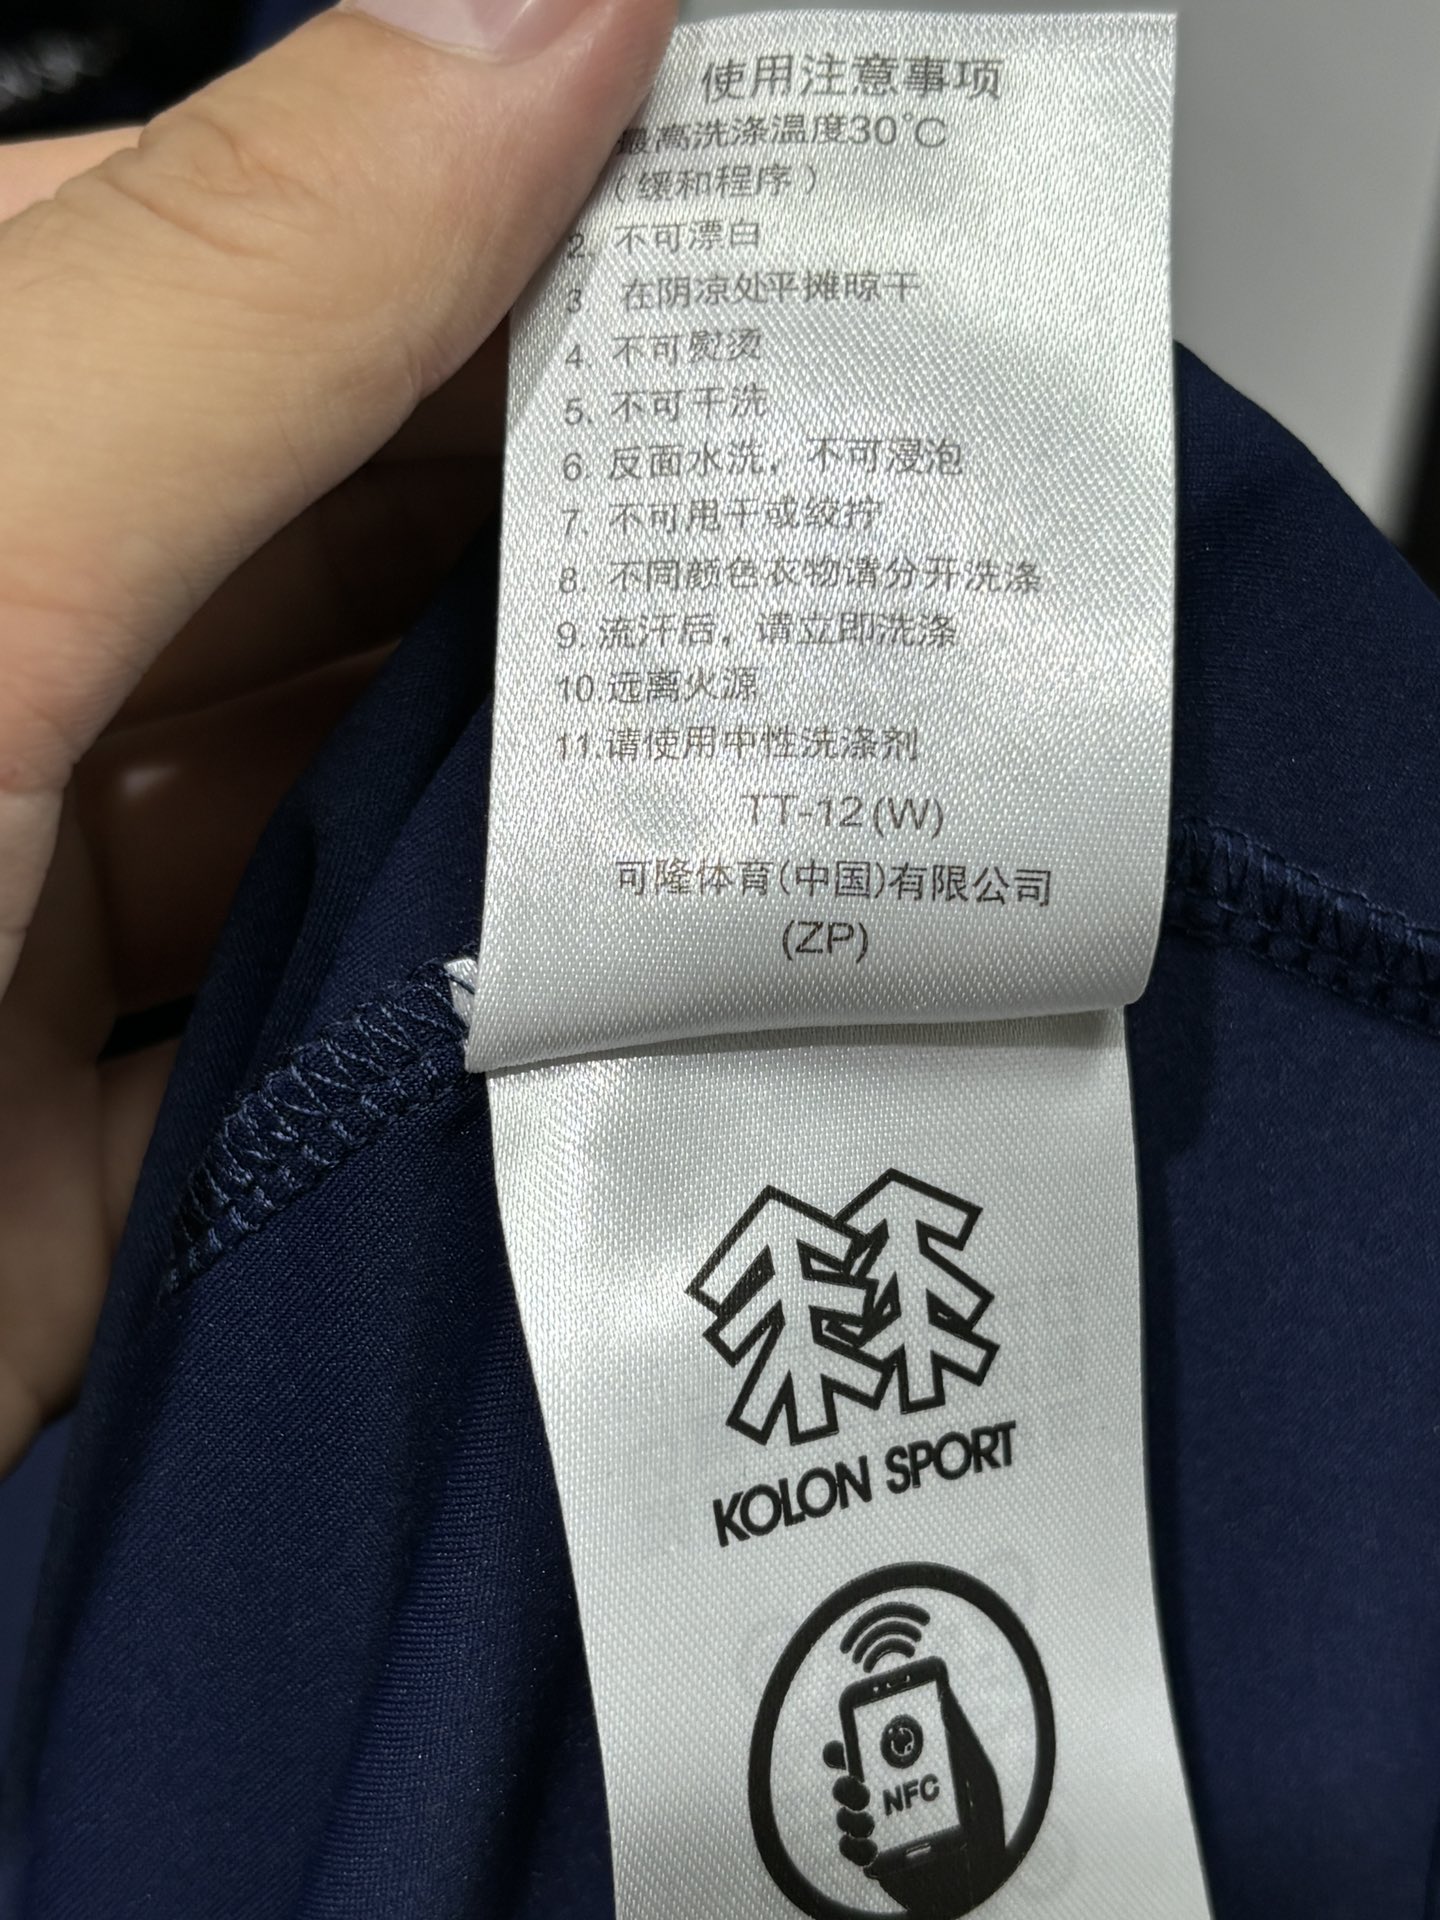 使用注意事项
最高洗涤温度30°C
（缓和程序）
2. 不可漂白
3 在阴凉处平摊晾干
4. 不可熨烫
5. 不可干洗
6. 反面水洗，不可浸泡
7. 不可甩干或绞拧
8. 不同颜色衣物请分开洗涤
9. 流汗后，请立即洗涤
10.远离火源
11.请使用中性洗涤剂
TT-12(W)
可隆体育(中国)有限公司
(ZP)
KOLON SPORT
NFC